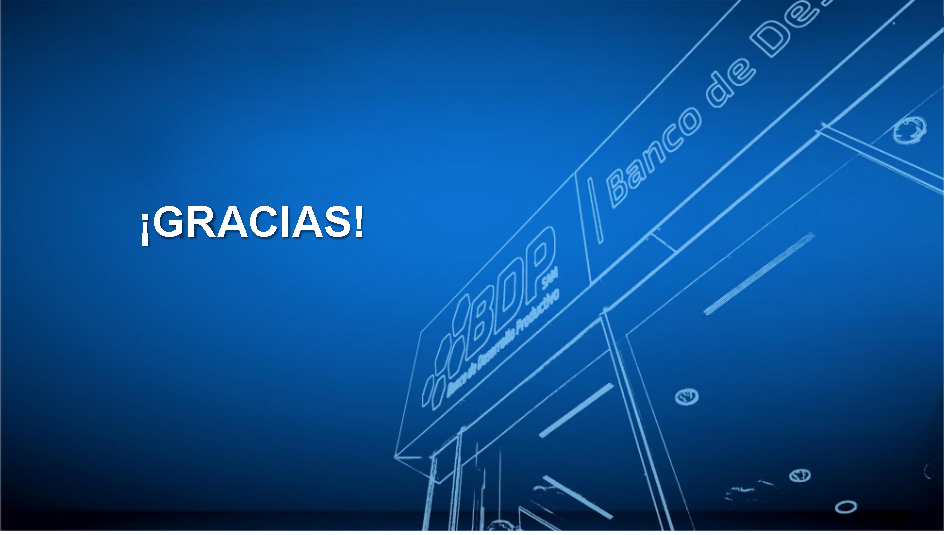 ¡GRACIAS!
Banco de De
BDP
SAM
Banco de Desarrollo Productivo